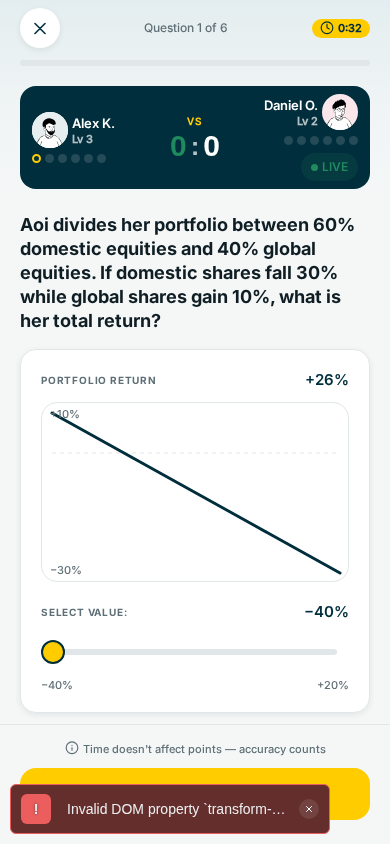 Question 1 of 6
0:32
Alex K.
Lv 3
VS
0 : 0
Daniel O.
Lv 2
LIVE
Aoi divides her portfolio between 60%
domestic equities and 40% global
equities. If domestic shares fall 30%
while global shares gain 10%, what is
her total return?
PORTFOLIO RETURN
+26%
+10%
−30%
SELECT VALUE:
−40%
−40%
+20%
Time doesn't affect points — accuracy counts
! Invalid DOM property `transform-...